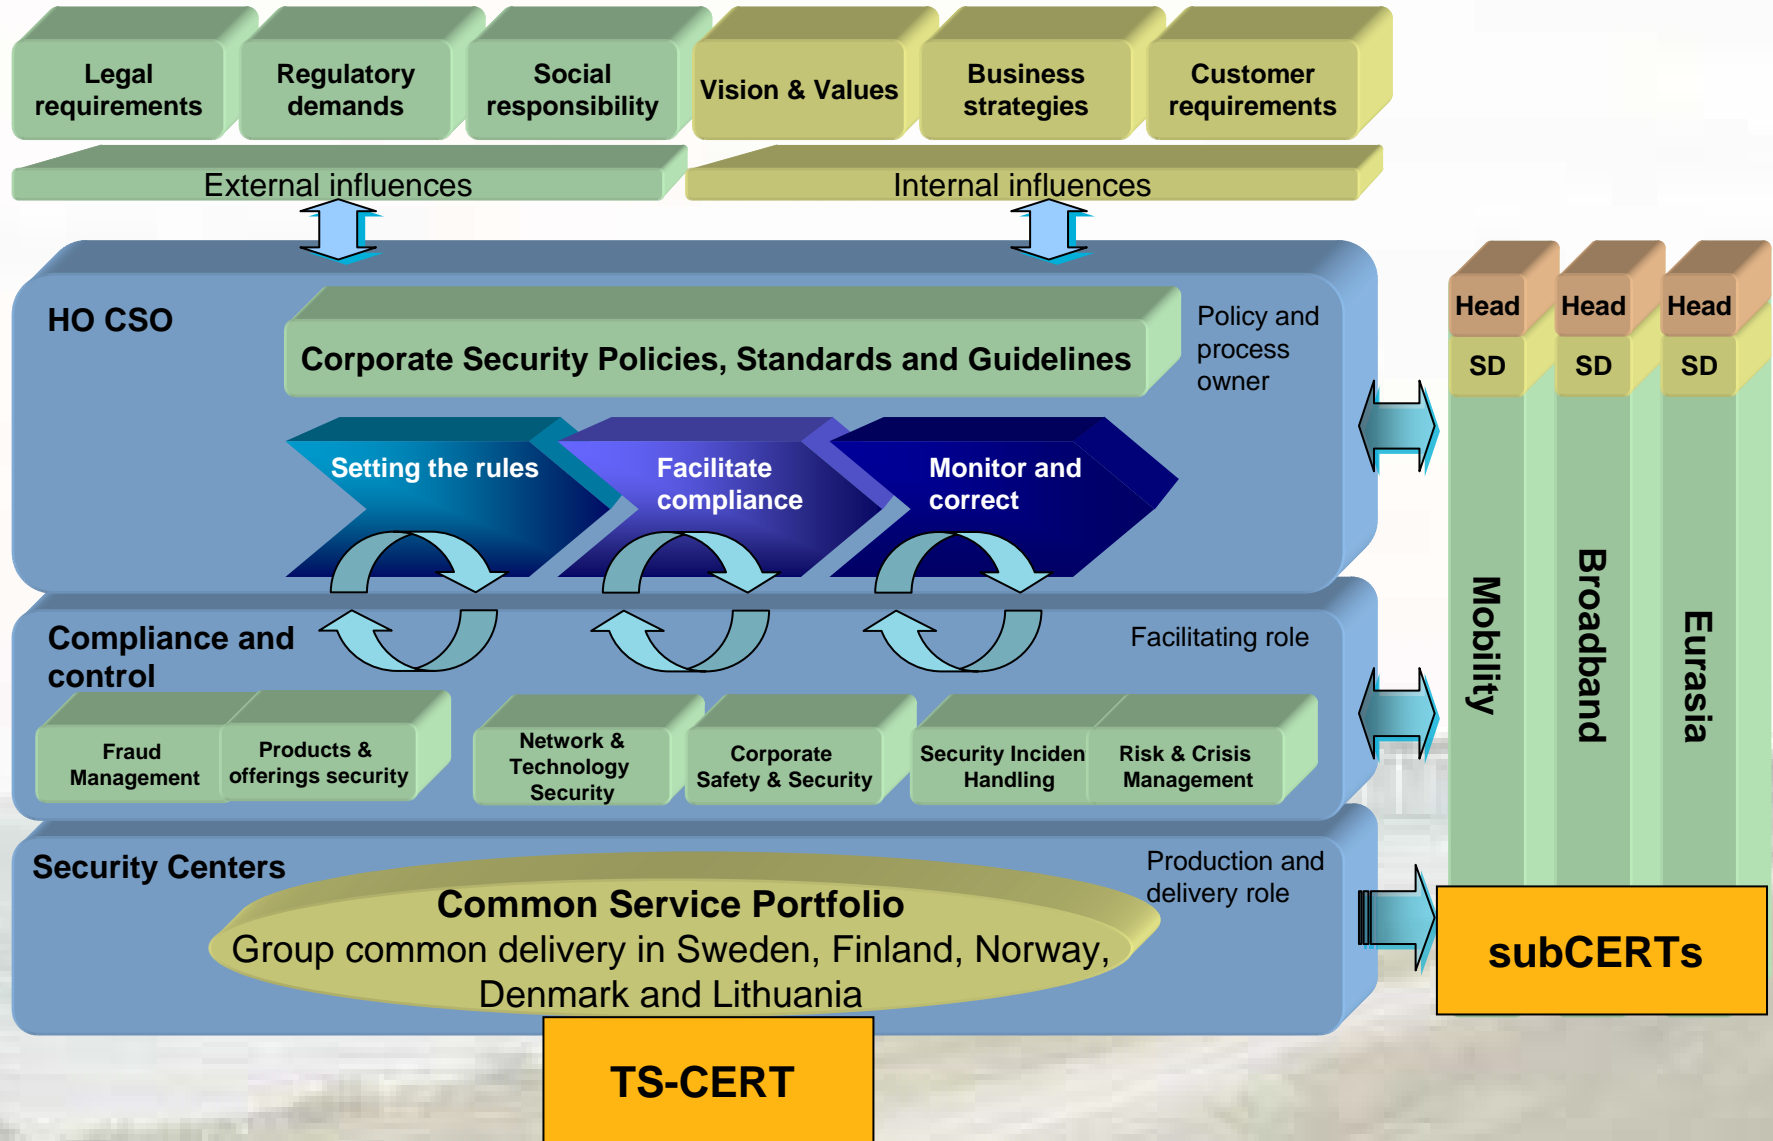 Legal
requirements
Regulatory
demands
Social
responsibility
Vision & Values
Business
strategies
Customer
requirements
External influences
Internal influences
HO CSO
Corporate Security Policies, Standards and Guidelines
Policy and
process
owner
Setting the rules
Facilitate
compliance
Monitor and
correct
Compliance and
control
Facilitating role
Fraud
Management
Products &
offerings security
Network &
Technology
Security
Corporate
Safety & Security
Security Inciden
Handling
Risk & Crisis
Management
Security Centers
Production and
delivery role
Common Service Portfolio
Group common delivery in Sweden, Finland, Norway,
Denmark and Lithuania
TS-CERT
Head
Head
Head
SD
SD
SD
Mobility
Broadband
Eurasia
subCERTs